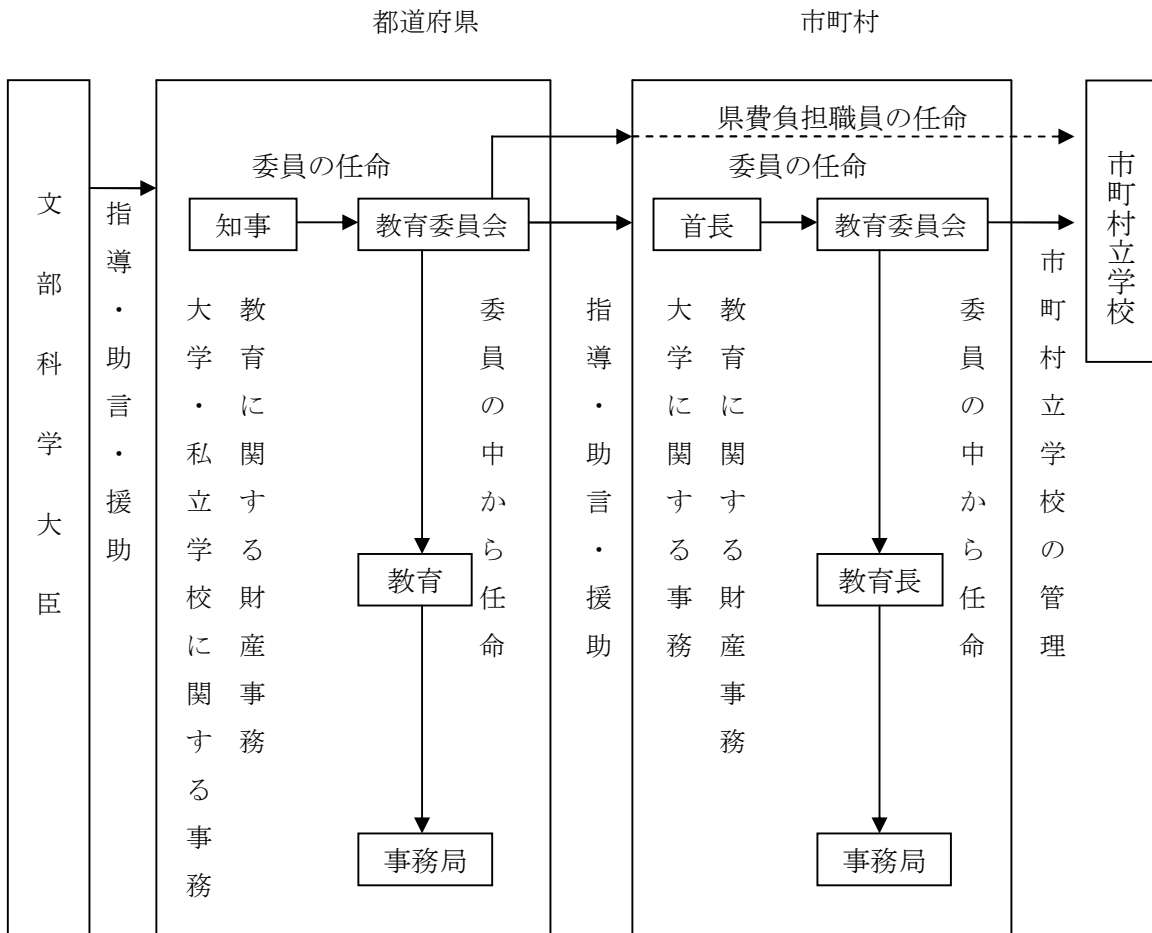 都道府県
市町村
文部科学大臣
指導・助言・援助
委員の任命
知事
教育委員会
大学・私立学校に関する事務
教育に関する財産事務
委員の中から任命
教育
事務局
指導・助言・援助
県費負担職員の任命
委員の任命
首長
教育委員会
大学に関する事務
教育に関する財産事務
委員の中から任命
教育長
事務局
市町村立学校の管理
市町村立学校